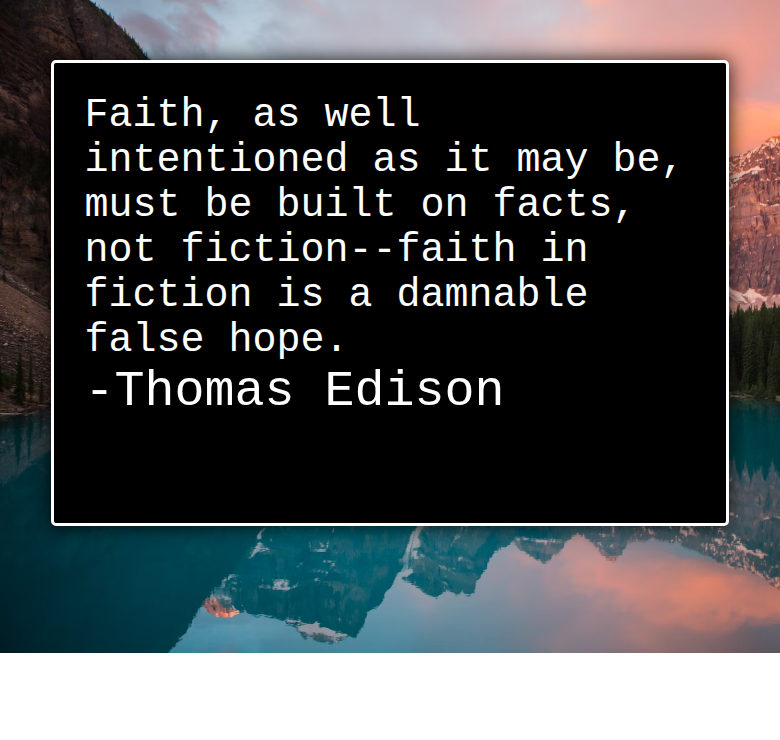 Faith, as well
intentioned as it may be,
must be built on facts,
not fiction--faith in
fiction is a damnable
false hope.
-Thomas Edison